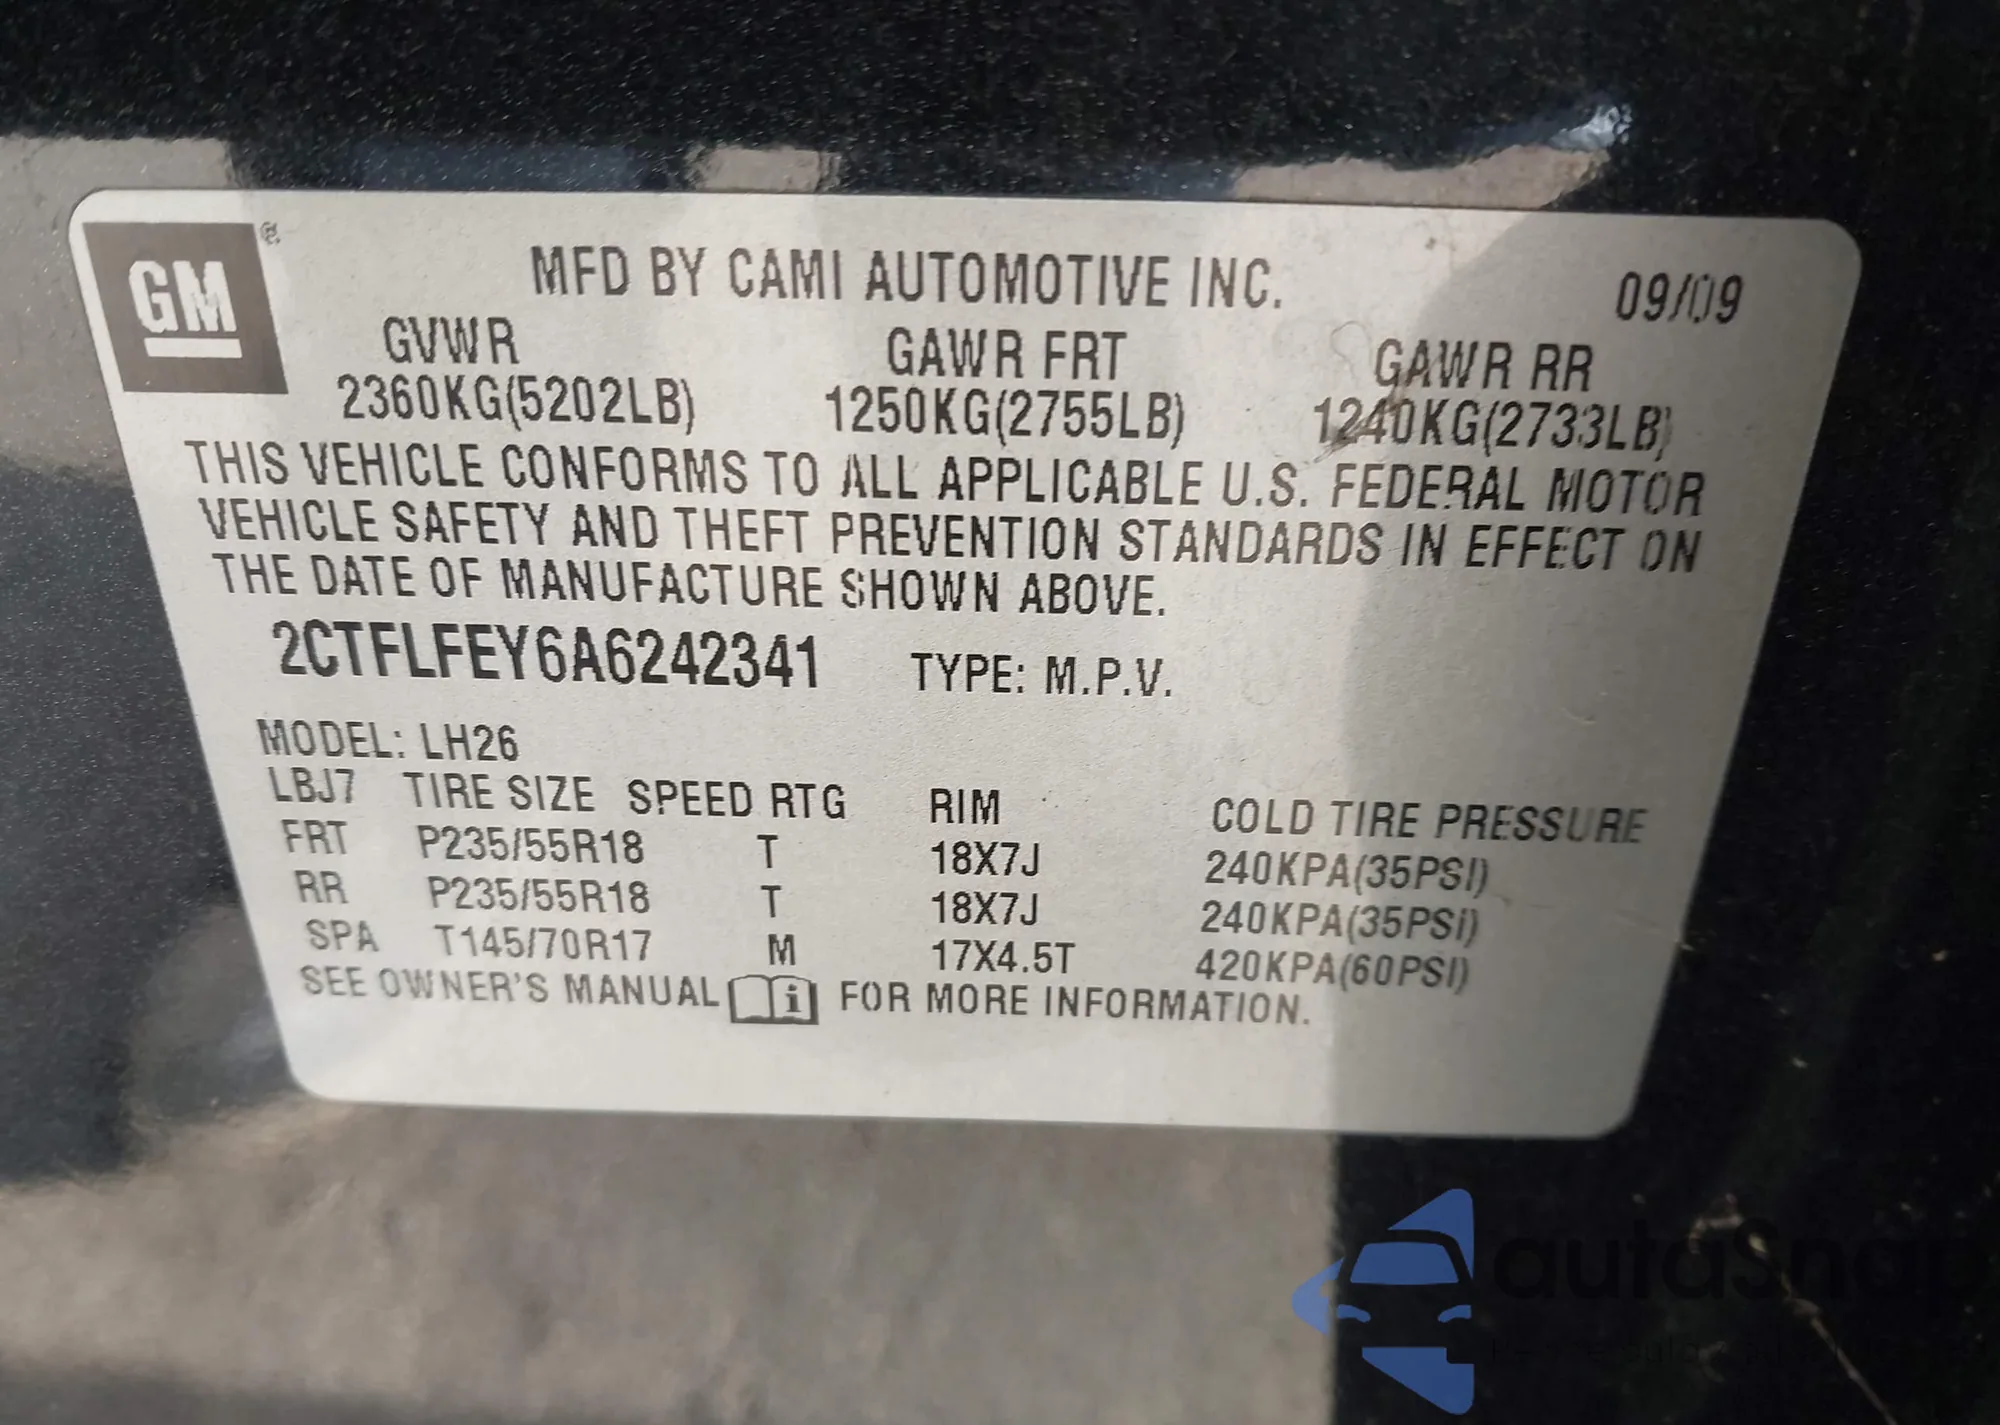 GM
MFD BY CAMI AUTOMOTIVE INC. 09/09
GVWR GAWR FRT GAWR RR
2360KG(5202LB) 1250KG(2755LB) 1240KG(2733LB)
THIS VEHICLE CONFORMS TO ALL APPLICABLE U.S. FEDERAL MOTOR
VEHICLE SAFETY AND THEFT PREVENTION STANDARDS IN EFFECT ON
THE DATE OF MANUFACTURE SHOWN ABOVE.
2CTFLFEY6A6242341 TYPE: M.P.V.
MODEL: LH26
LBJ7 TIRE SIZE SPEED RTG RIM COLD TIRE PRESSURE
FRT P235/55R18 T 18X7J 240KPA(35PSI)
RR P235/55R18 T 18X7J 240KPA(35PSI)
SPA T145/70R17 M 17X4.5T 420KPA(60PSI)
SEE OWNER'S MANUAL i FOR MORE INFORMATION.
autaSnap